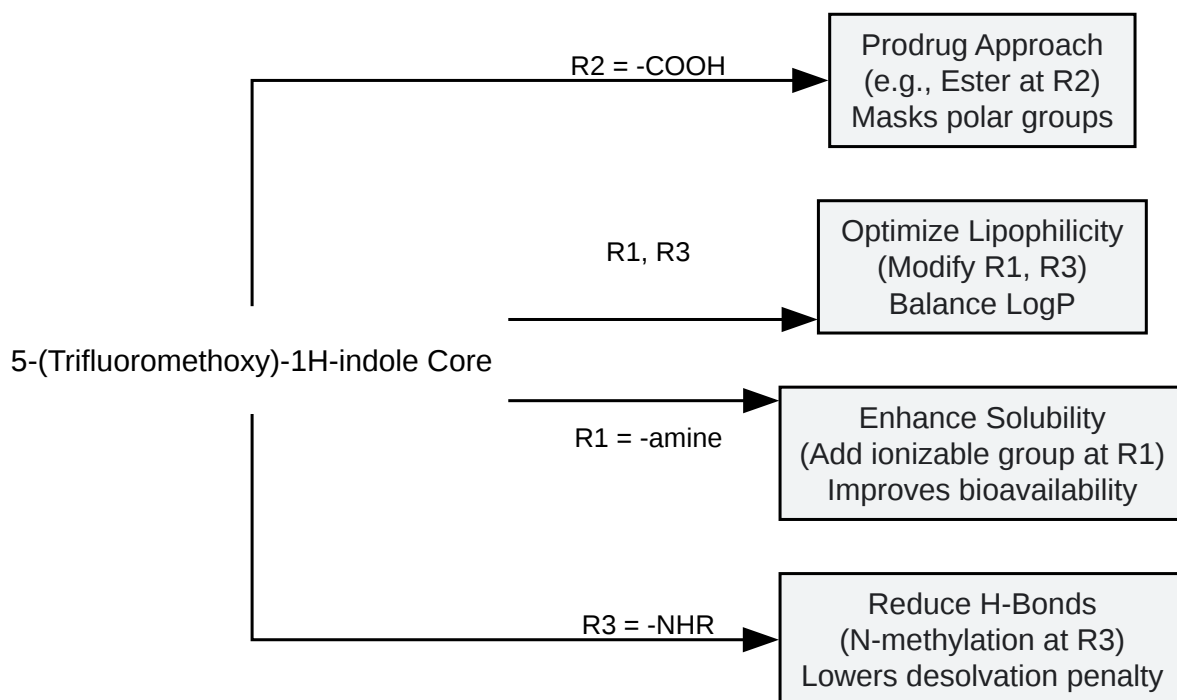 R2 = -COOH
Prodrug Approach
(e.g., Ester at R2)
Masks polar groups
R1, R3
Optimize Lipophilicity
(Modify R1, R3)
Balance LogP
5-(Trifluoromethoxy)-1H-indole Core
R1 = -amine
Enhance Solubility
(Add ionizable group at R1)
Improves bioavailability
R3 = -NHR
Reduce H-Bonds
(N-methylation at R3)
Lowers desolvation penalty